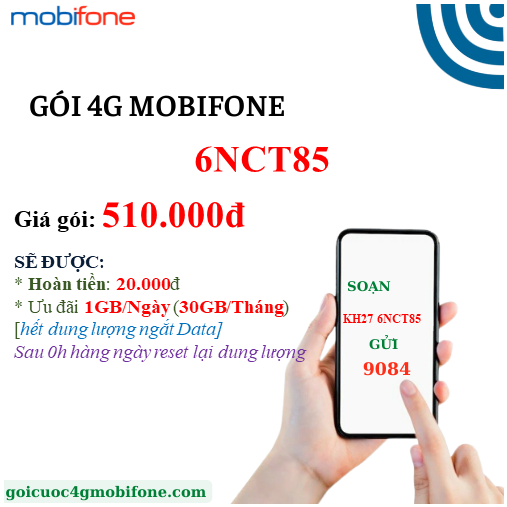 mobifone
GÓI 4G MOBIFONE
6NCT85
Giá gói: 510.000đ
SẼ ĐƯỢC:
* Hoàn tiền: 20.000đ
* Ưu đãi 1GB/Ngày (30GB/Tháng)
[hết dung lượng ngắt Data]
Sau 0h hàng ngày reset lại dung lượng
SOẠN
KH27 6NCT85
GỬI
9084
goicuoc4gmobifone.com